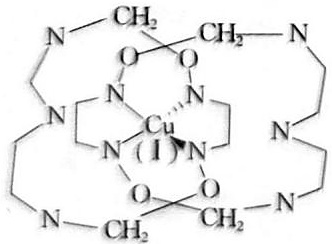 CH₂
N CH₂ N
O O
N N
N Cu N
(I)
N N
O O
N CH₂ CH₂ N